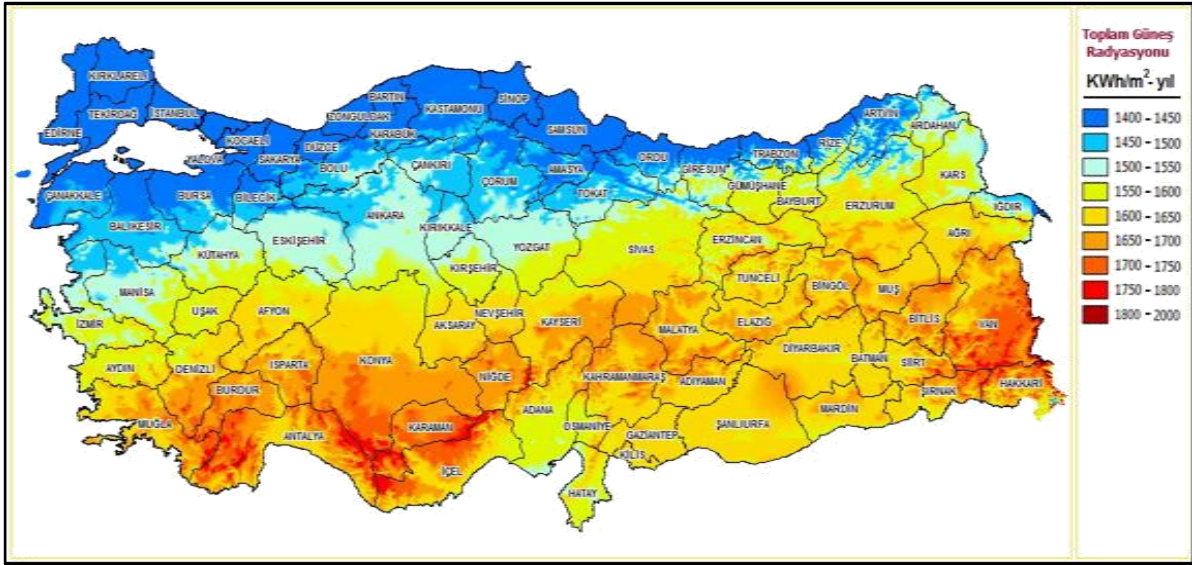 Toplam Güneş
Radyasyonu
KWh/m²- yıl
1400 - 1450
1450 - 1500
1500 - 1550
1550 - 1600
1600 - 1650
1650 - 1700
1700 - 1750
1750 - 1800
1800 - 2000
KIRKLARELİ
EDİRNE
TEKİRDAĞ
İSTANBUL
KOCAELİ
YALOVA
SAKARYA
DÜZCE
BOLU
ZONGULDAK
BARTIN
KARABÜK
KASTAMONU
SİNOP
SAMSUN
ÇANKIRI
ÇORUM
AMASYA
TOKAT
ORDU
GİRESUN
TRABZON
RİZE
ARTVİN
ARDAHAN
KARS
IĞDIR
GÜMÜŞHANE
BAYBURT
ERZURUM
AĞRI
ÇANAKKALE
BURSA
BİLECİK
BALIKESİR
KÜTAHYA
ESKİŞEHİR
ANKARA
KIRIKKALE
YOZGAT
KIRŞEHİR
SİVAS
ERZİNCAN
TUNCELİ
BİNGÖL
MUŞ
BİTLİS
VAN
MANİSA
İZMİR
UŞAK
AFYON
AKSARAY
NEVŞEHİR
KAYSERİ
MALATYA
ELAZIĞ
DİYARBAKIR
BATMAN
SİİRT
ŞIRNAK
HAKKARİ
AYDIN
DENİZLİ
ISPARTA
BURDUR
KONYA
NİĞDE
KAHRAMANMARAŞ
ADIYAMAN
MARDİN
ŞANLIURFA
MUĞLA
ANTALYA
KARAMAN
İÇEL
ADANA
OSMANİYE
GAZİANTEP
KİLİS
HATAY